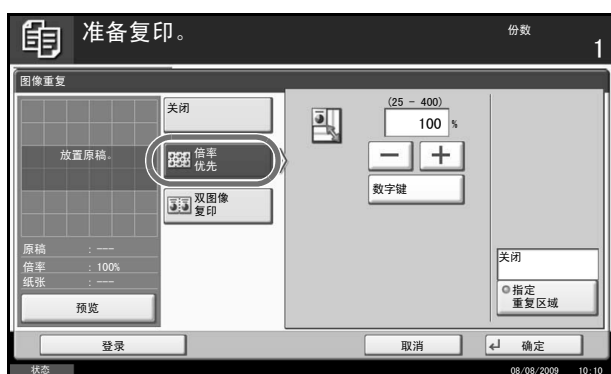 准备复印。
份数
1
图像重复
放置原稿。
原稿 : ---
倍率 : 100%
纸张 : ---
预览
关闭
倍率
优先
双图像
复印
(25 - 400)
100 %
数字键
关闭
指定
重复区域
登录
取消
确定
状态
08/08/2009 10:10